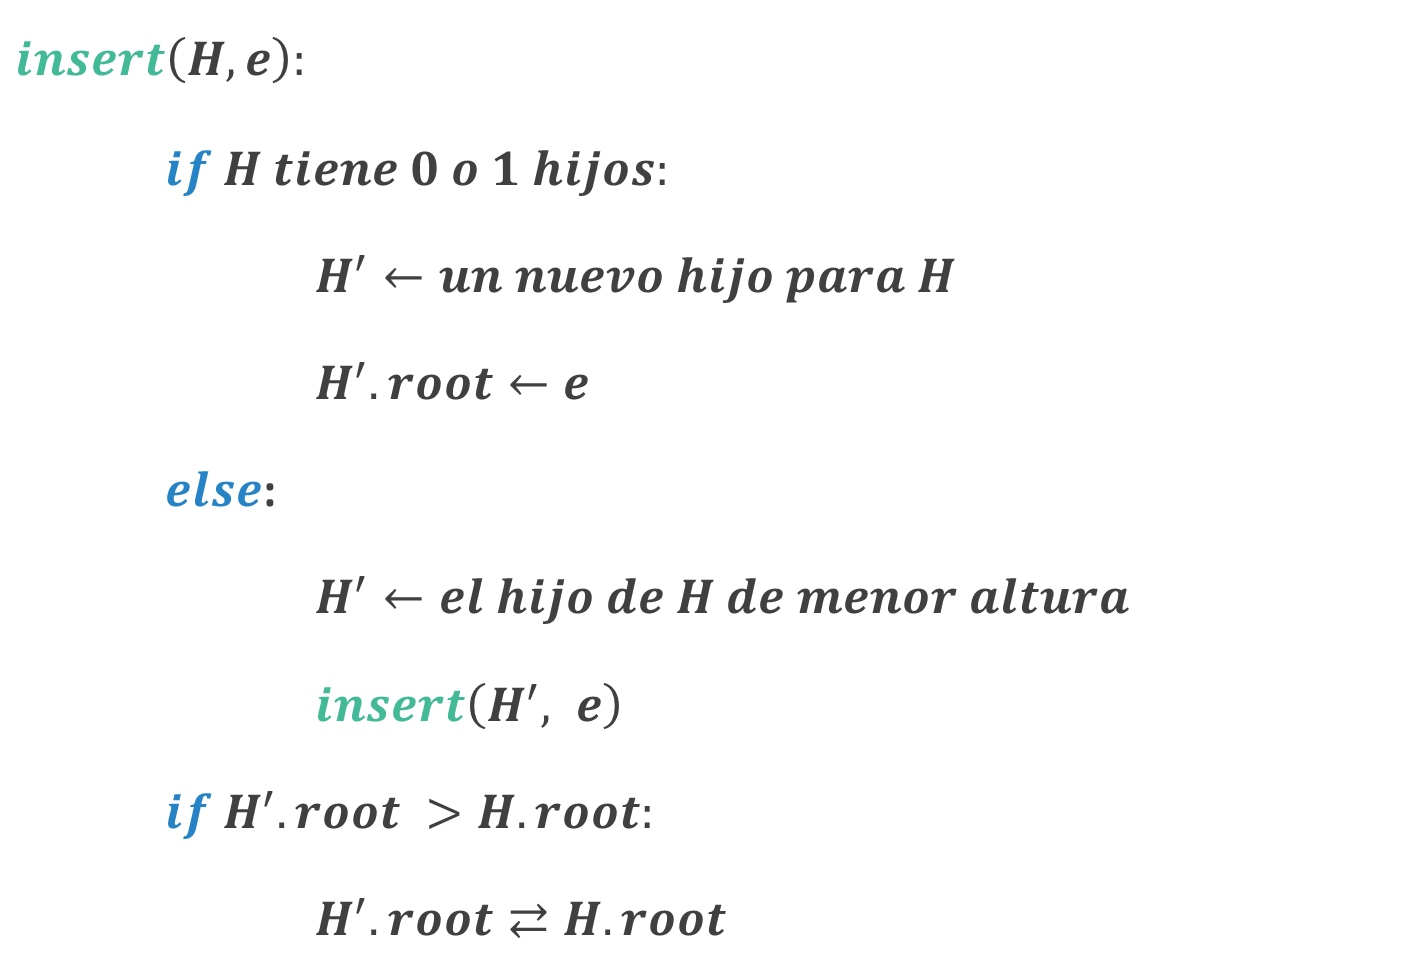 insert(H, e):
if H tiene 0 o 1 hijos:
H′ ← un nuevo hijo para H
H′.root ← e
else:
H′ ← el hijo de H de menor altura
insert(H′, e)
if H′.root > H.root:
H′.root ⇄ H.root